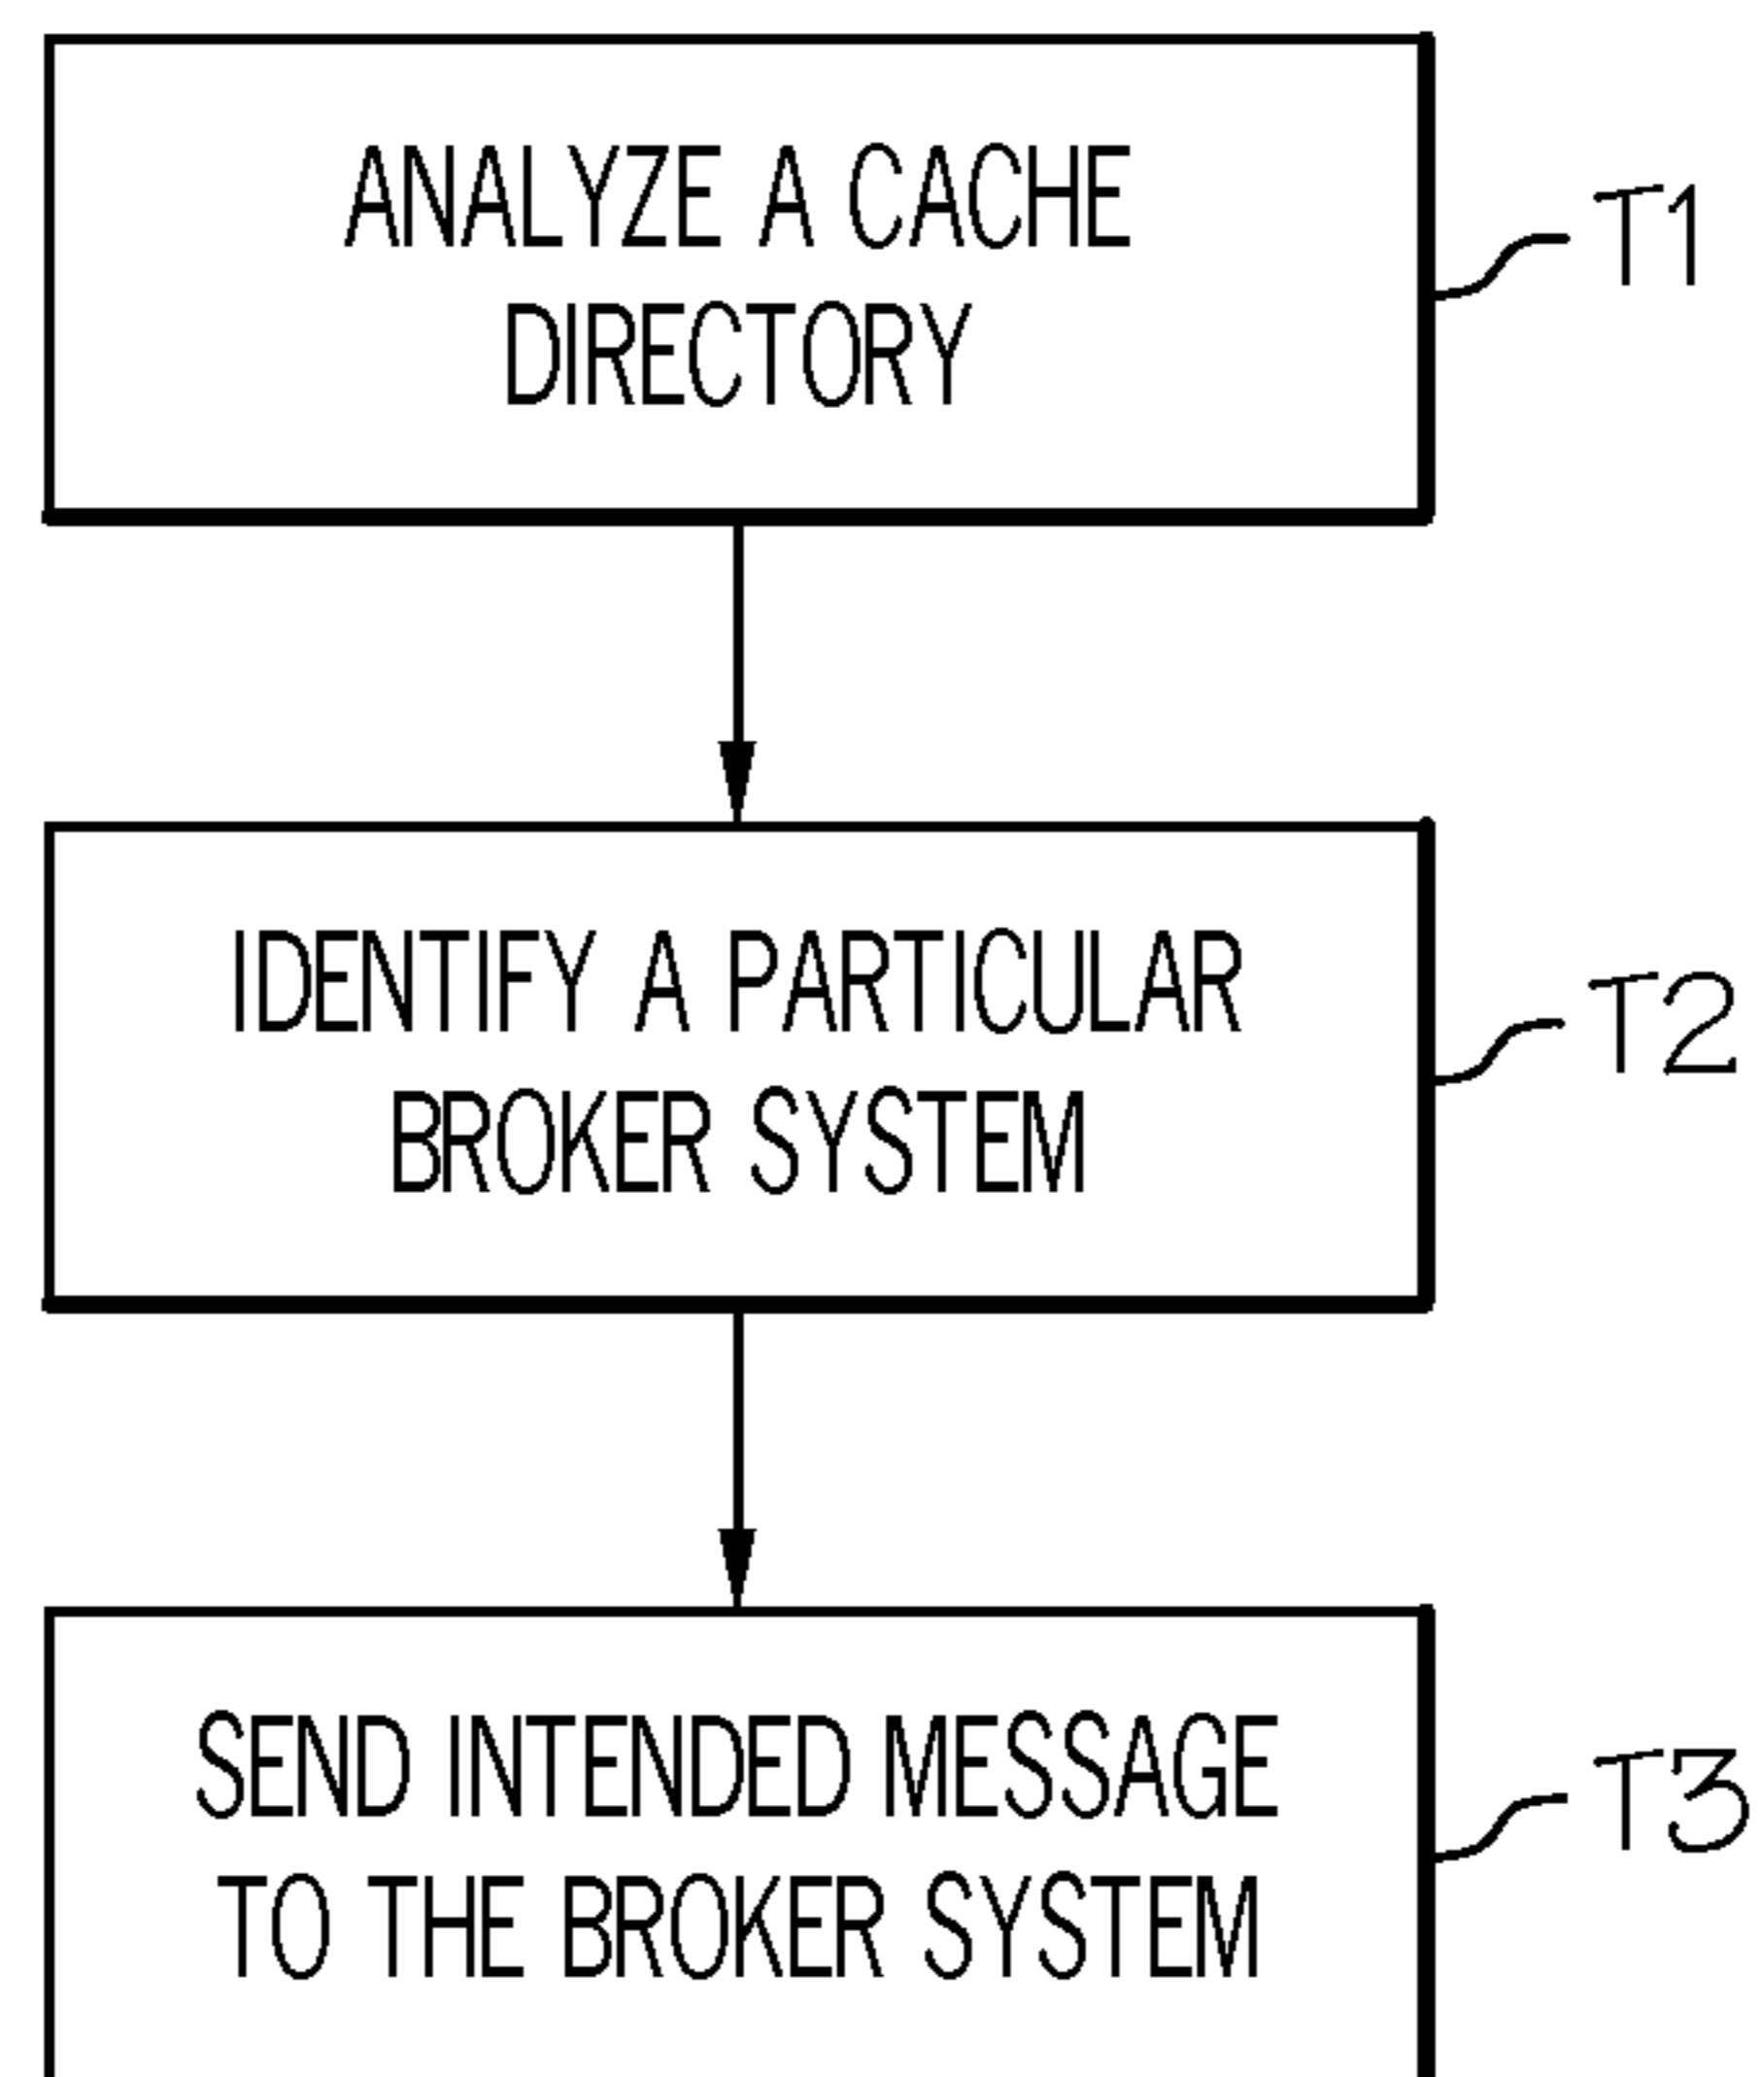 ANALYZE A CACHE
DIRECTORY
T1
IDENTIFY A PARTICULAR
BROKER SYSTEM
T2
SEND INTENDED MESSAGE
TO THE BROKER SYSTEM
T3